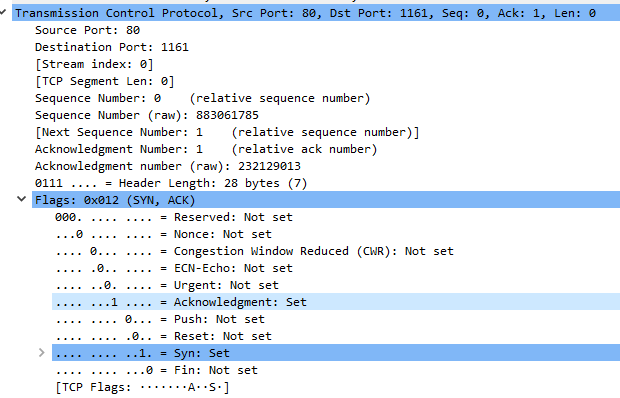 Transmission Control Protocol, Src Port: 80, Dst Port: 1161, Seq: 0, Ack: 1, Len: 0
Source Port: 80
Destination Port: 1161
[Stream index: 0]
[TCP Segment Len: 0]
Sequence Number: 0    (relative sequence number)
Sequence Number (raw): 883061785
[Next Sequence Number: 1    (relative sequence number)]
Acknowledgment Number: 1    (relative ack number)
Acknowledgment number (raw): 232129013
0111 .... = Header Length: 28 bytes (7)
Flags: 0x012 (SYN, ACK)
000. .... .... = Reserved: Not set
...0 .... .... = Nonce: Not set
.... 0... .... = Congestion Window Reduced (CWR): Not set
.... .0.. .... = ECN-Echo: Not set
.... ..0. .... = Urgent: Not set
.... ...1 .... = Acknowledgment: Set
.... .... 0... = Push: Not set
.... .... .0.. = Reset: Not set
.... .... ..1. = Syn: Set
.... .... ...0 = Fin: Not set
[TCP Flags: ·······A··S·]